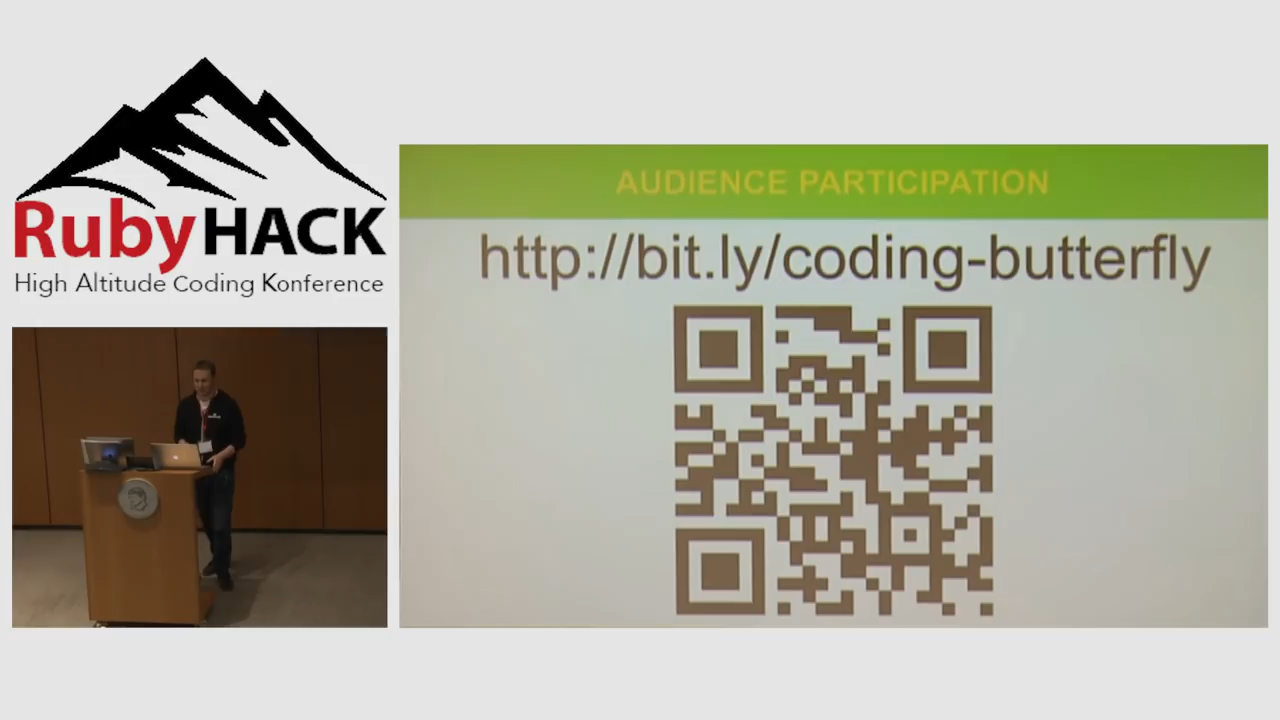 RubyHACK
High Altitude Coding Konference
AUDIENCE PARTICIPATION
http://bit.ly/coding-butterfly